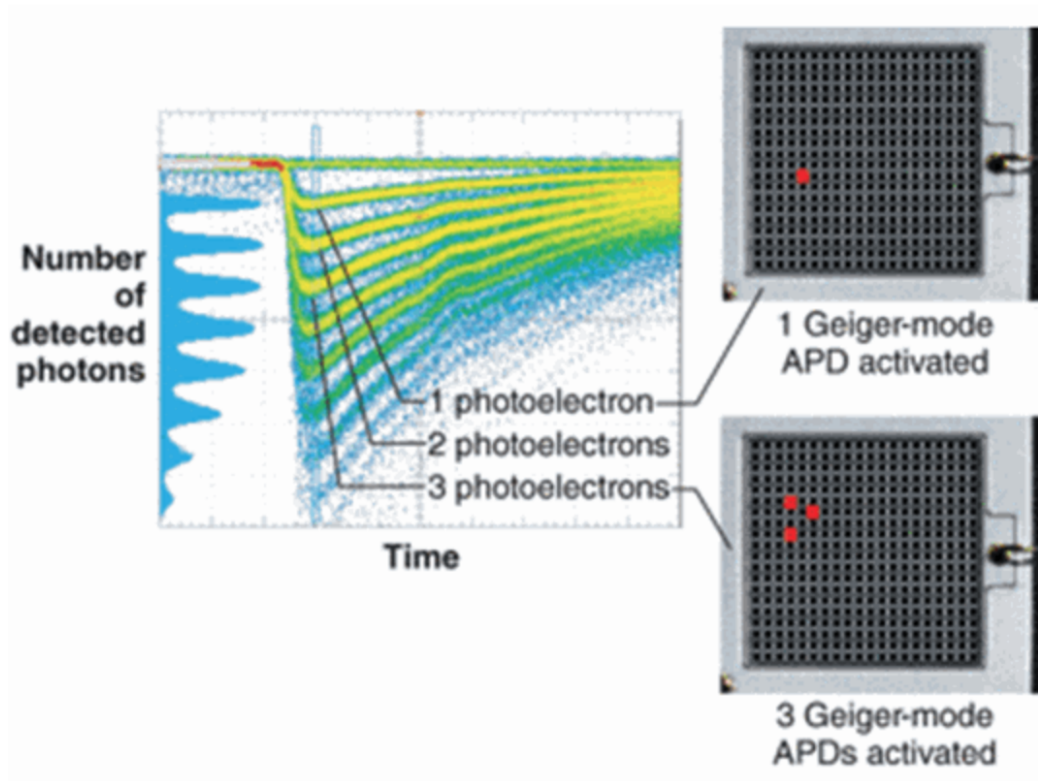 Number
of
detected
photons
1 photoelectron
2 photoelectrons
3 photoelectrons
Time
1 Geiger-mode
APD activated
3 Geiger-mode
APDs activated